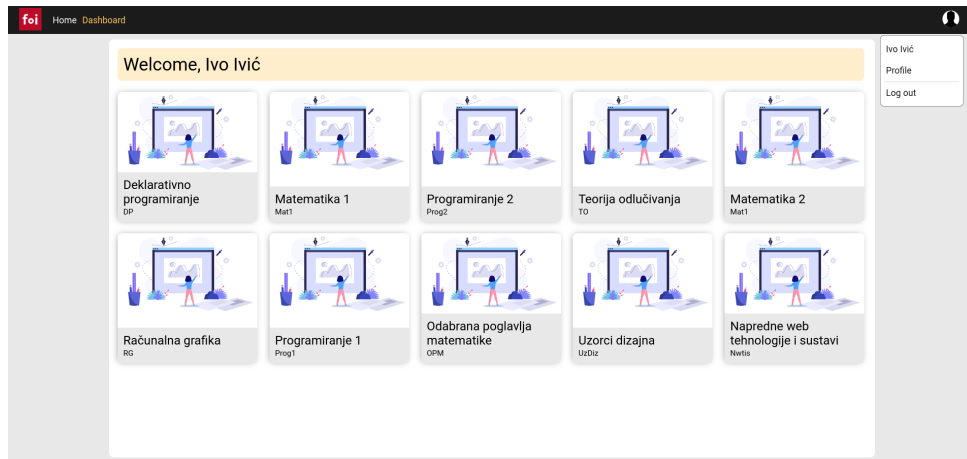 foi Home Dashboard
Ivo Ivić
Profile
Log out
Welcome, Ivo Ivić
Deklarativno
programiranje
DP
Matematika 1
Mat1
Programiranje 2
Prog2
Teorija odlučivanja
TO
Matematika 2
Mat1
Računalna grafika
RG
Programiranje 1
Prog1
Odabrana poglavlja
matematike
OPM
Uzorci dizajna
UzDiz
Napredne web
tehnologije i sustavi
Nwtis